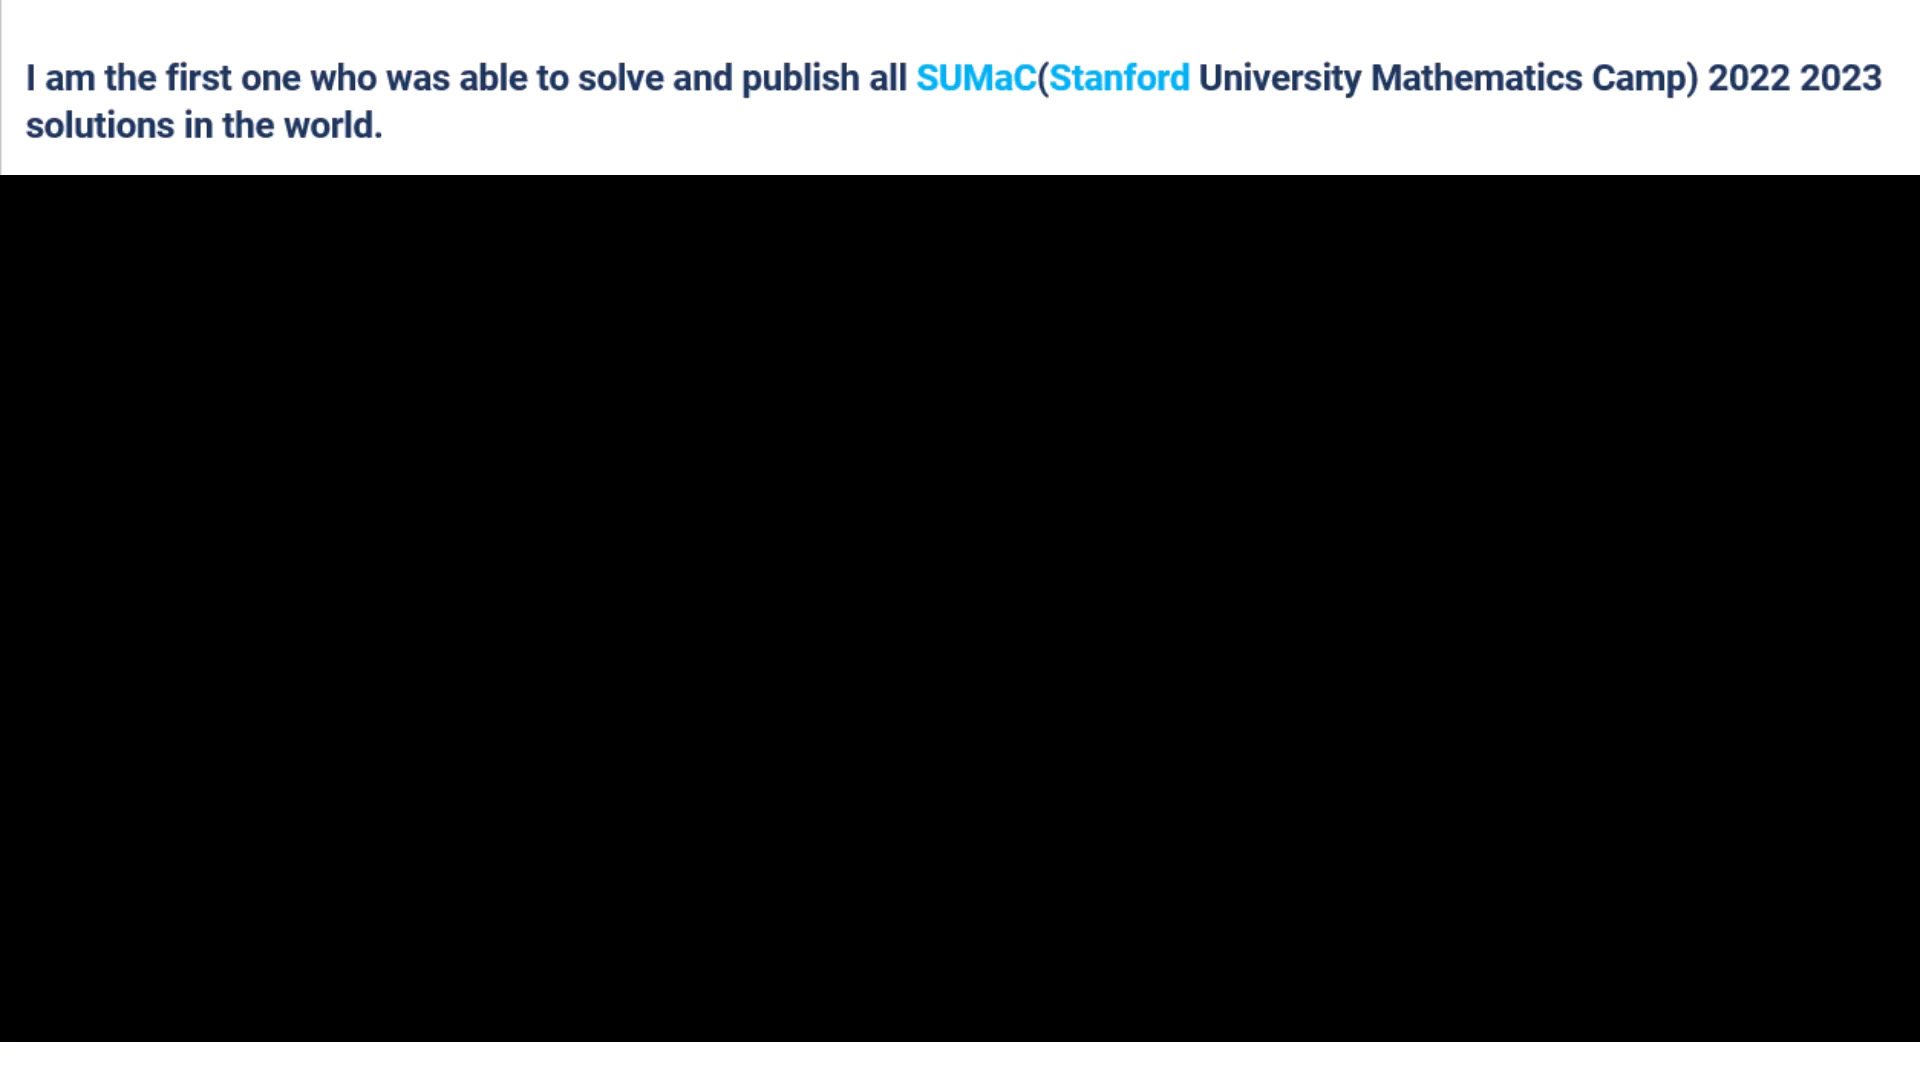 I am the first one who was able to solve and publish all SUMaC(Stanford University Mathematics Camp) 2022 2023
solutions in the world.